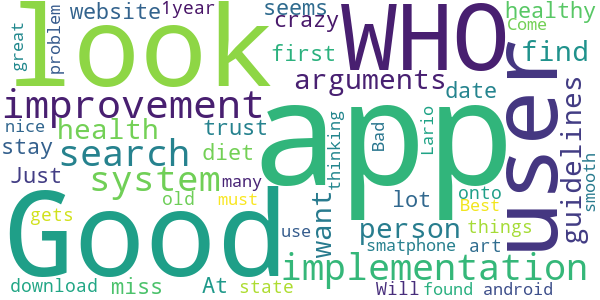 great
problem
website
1year
seems
crazy
healthy
Come
look
WHO
first
find
improvement
arguments
date
user
guidelines
smooth
nice
health
trust
thinking
Bad
Lario
stay
search
diet
Just
system
many
want
lot
onto
Best
must
old
gets
Good
app
person
things
use
smatphone
art
implementation
download
miss
At
state
Will
found
android